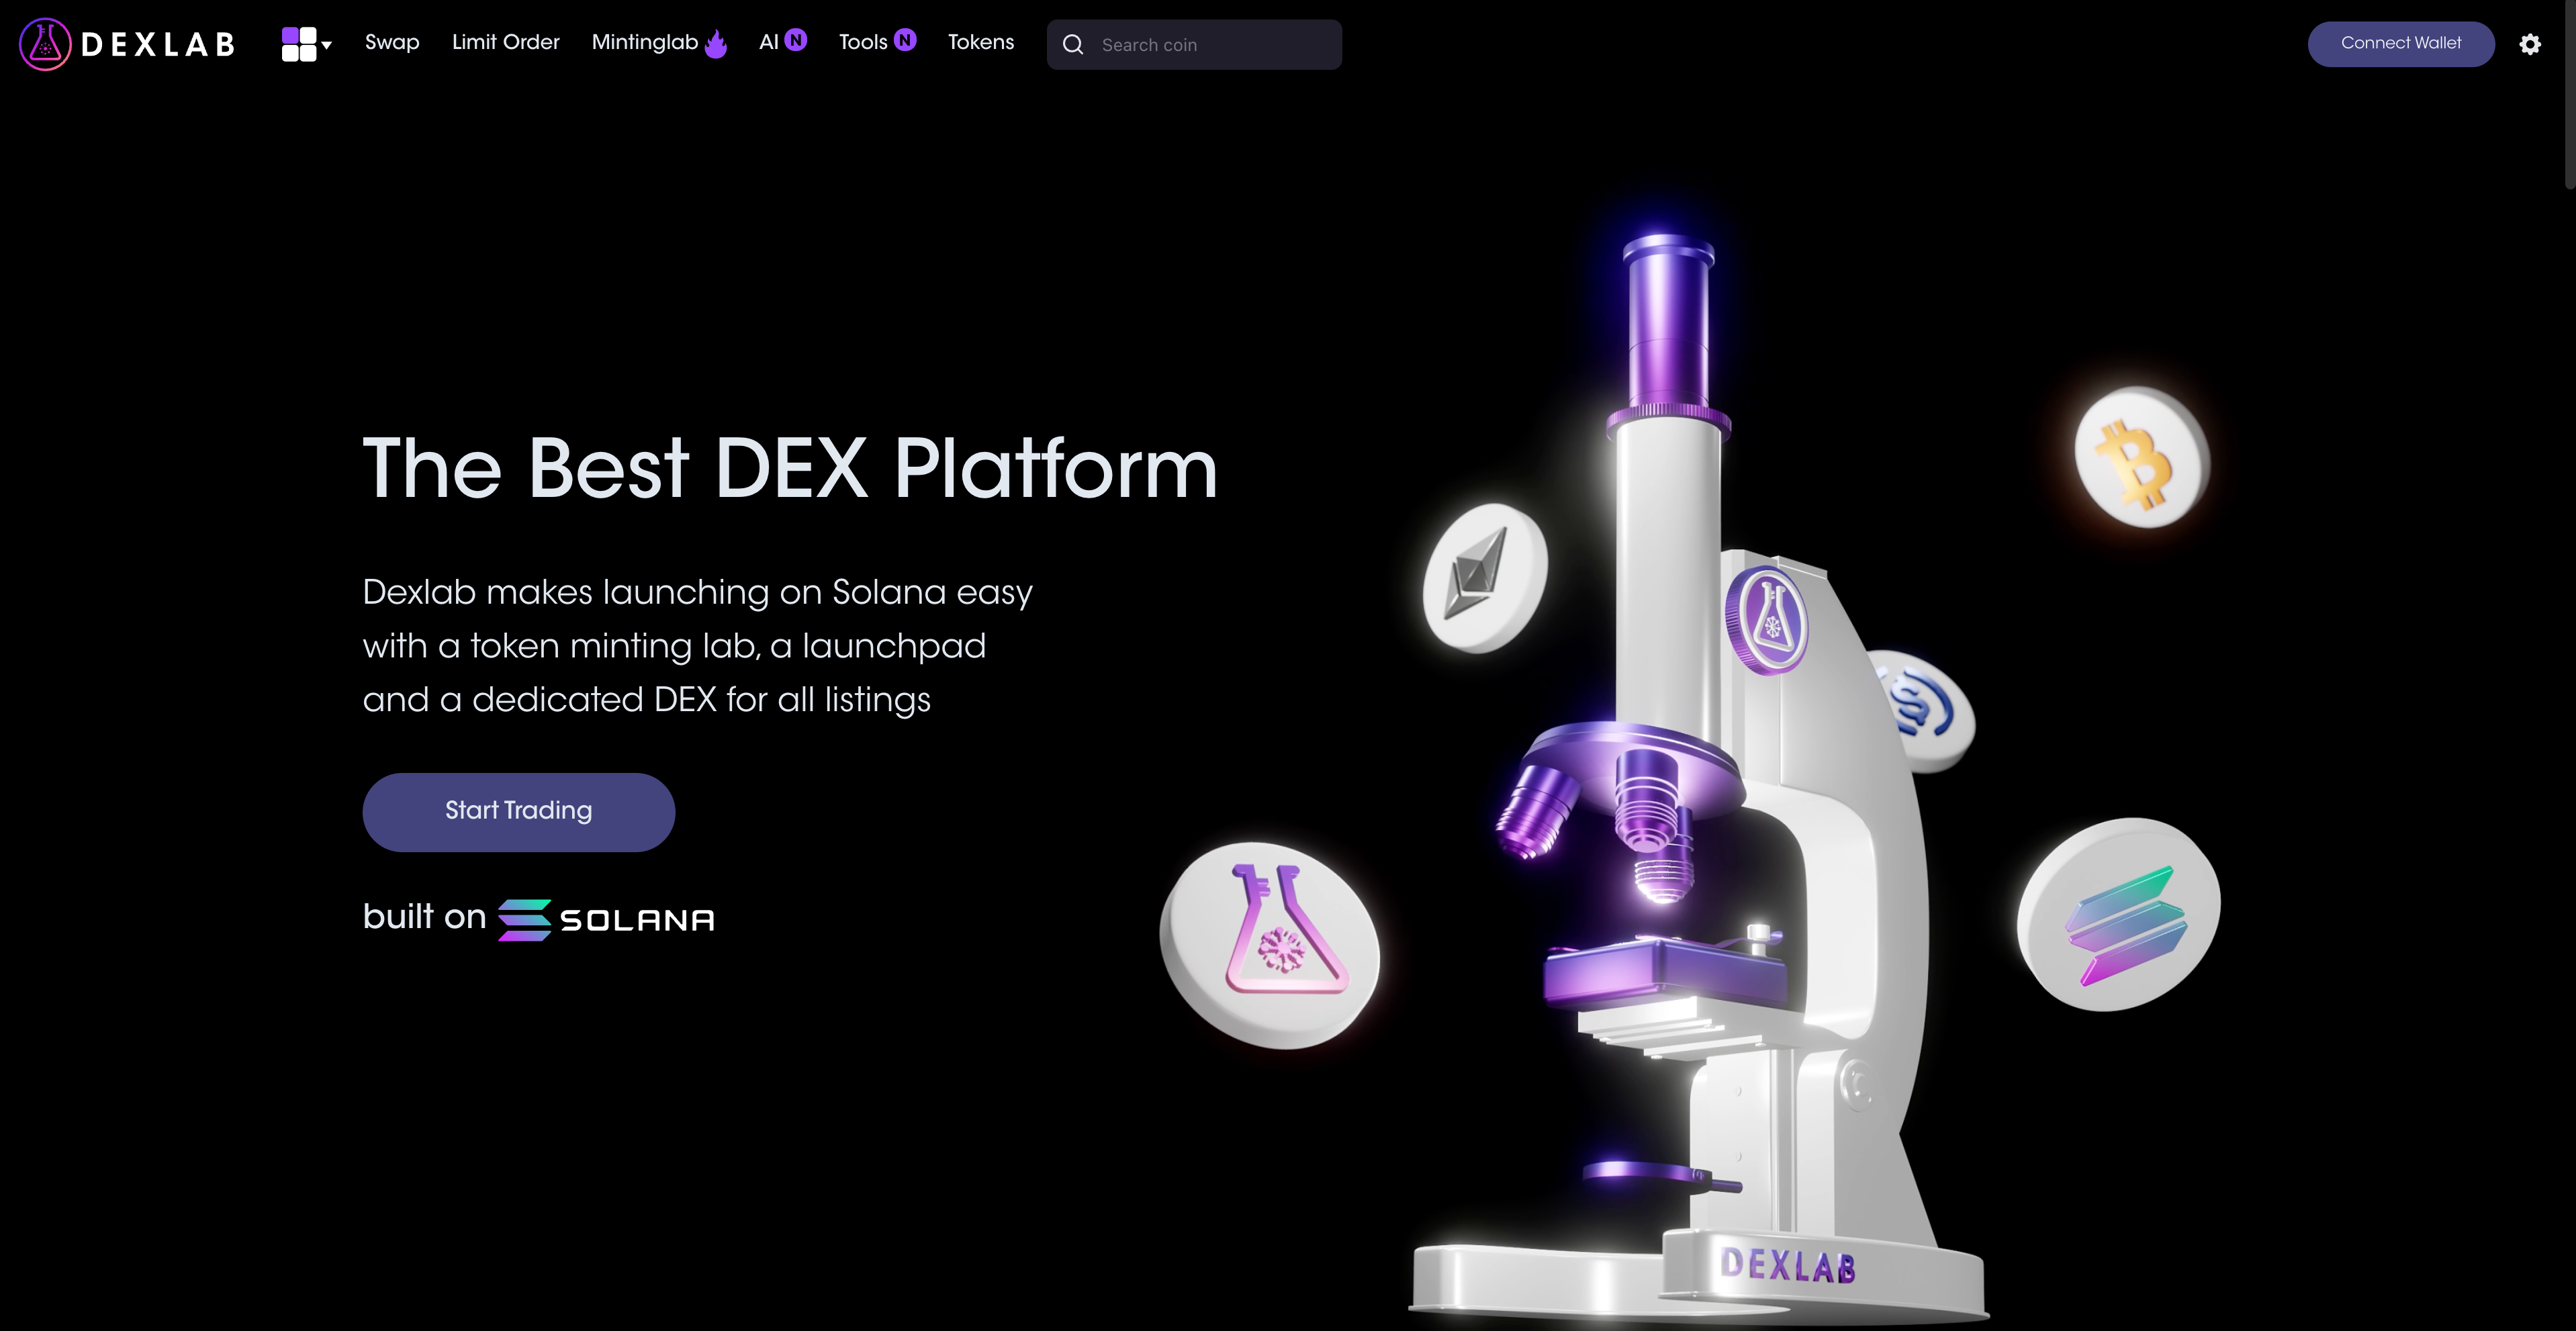 DEXLAB
Swap
Limit Order
Mintinglab
AI N
Tools N
Tokens
Search coin
Connect Wallet
The Best DEX Platform
Dexlab makes launching on Solana easy
with a token minting lab, a launchpad
and a dedicated DEX for all listings
Start Trading
built on SOLANA
DEXLAB